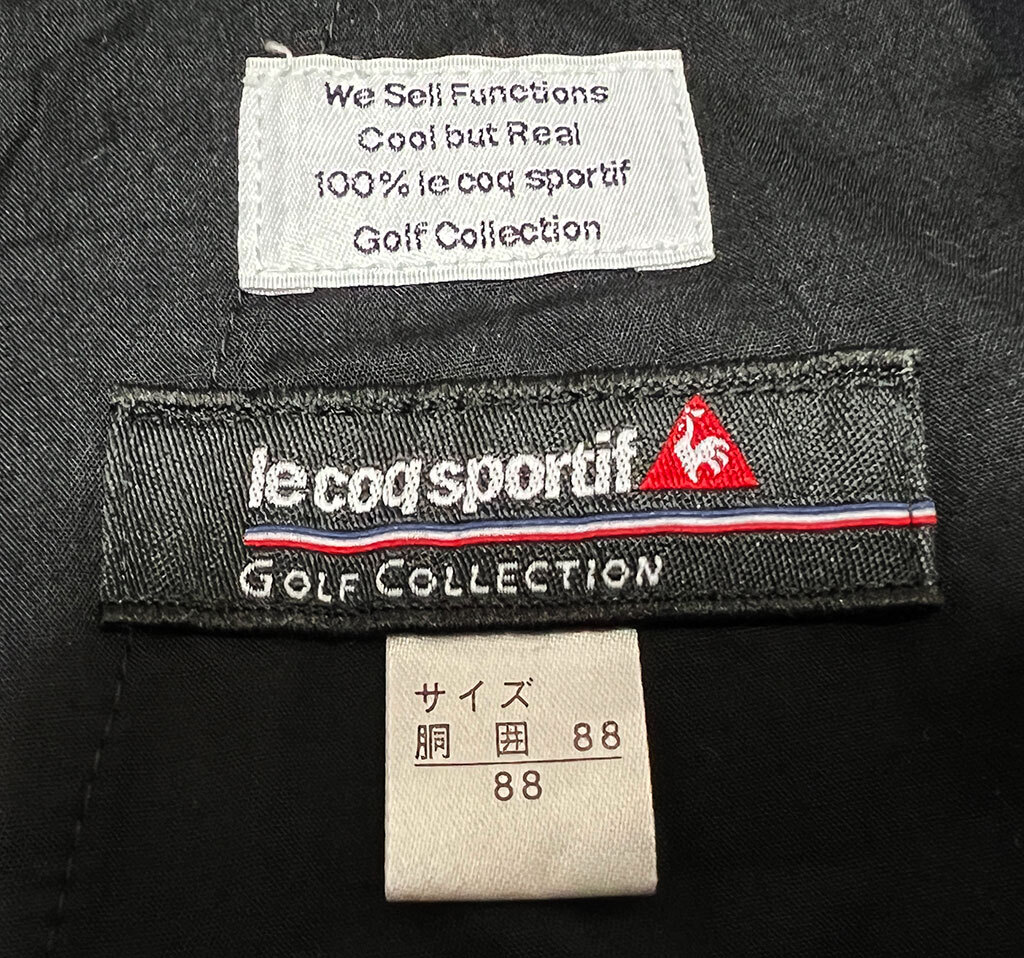 We Sell Functions
Cool but Real
100% le coq sportif
Golf Collection
le coq sportif
GOLF COLLECTION
サイズ
胴 囲 88
88